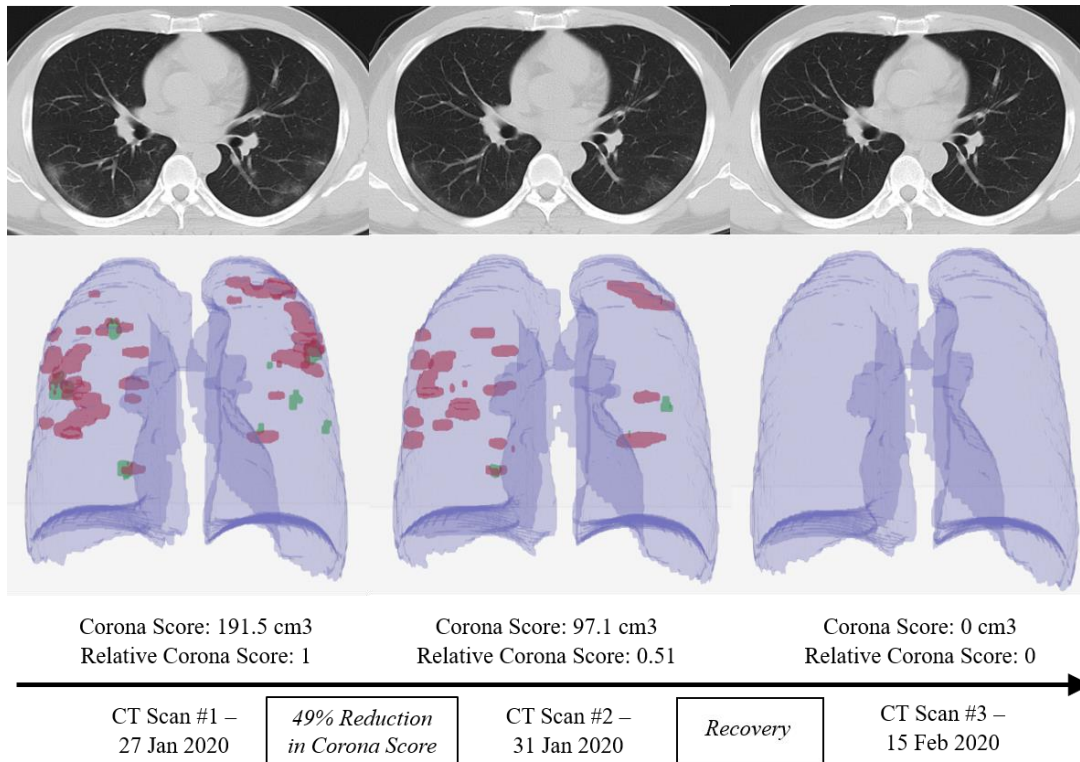 Corona Score: 191.5 cm3
Relative Corona Score: 1
Corona Score: 97.1 cm3
Relative Corona Score: 0.51
Corona Score: 0 cm3
Relative Corona Score: 0
CT Scan #1 –
27 Jan 2020
49% Reduction
in Corona Score
CT Scan #2 –
31 Jan 2020
Recovery
CT Scan #3 –
15 Feb 2020